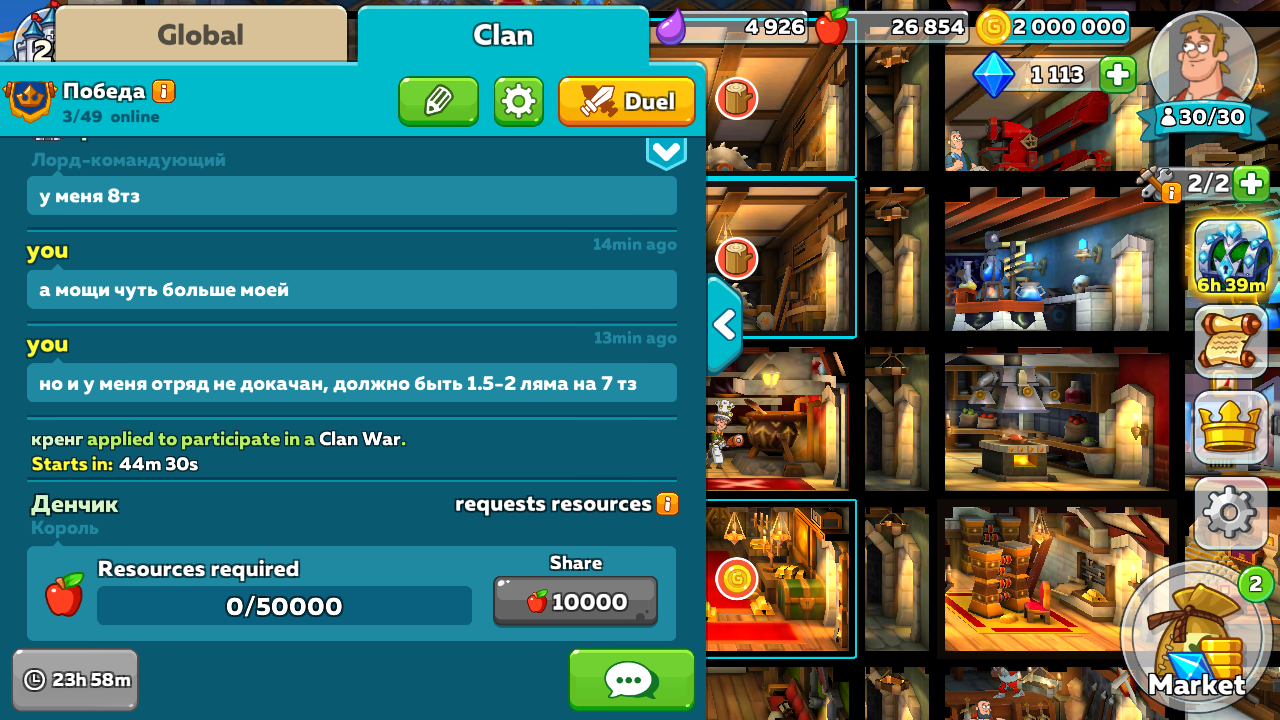 Global
Clan
4 926
26 854
G 2 000 000
2
Победа i
3/49 online
Duel
1 113
30/30
Лорд-командующий
у меня 8тз
2/2
i
you
14min ago
а мощи чуть больше моей
6h 39m
you
13min ago
но и у меня отряд не докачан, должно быть 1.5-2 ляма на 7 тз
кренг applied to participate in a Clan War.
Starts in: 44m 30s
Денчик
requests resources i
Король
Resources required
Share
0/50000
10000
G
2
23h 58m
Market